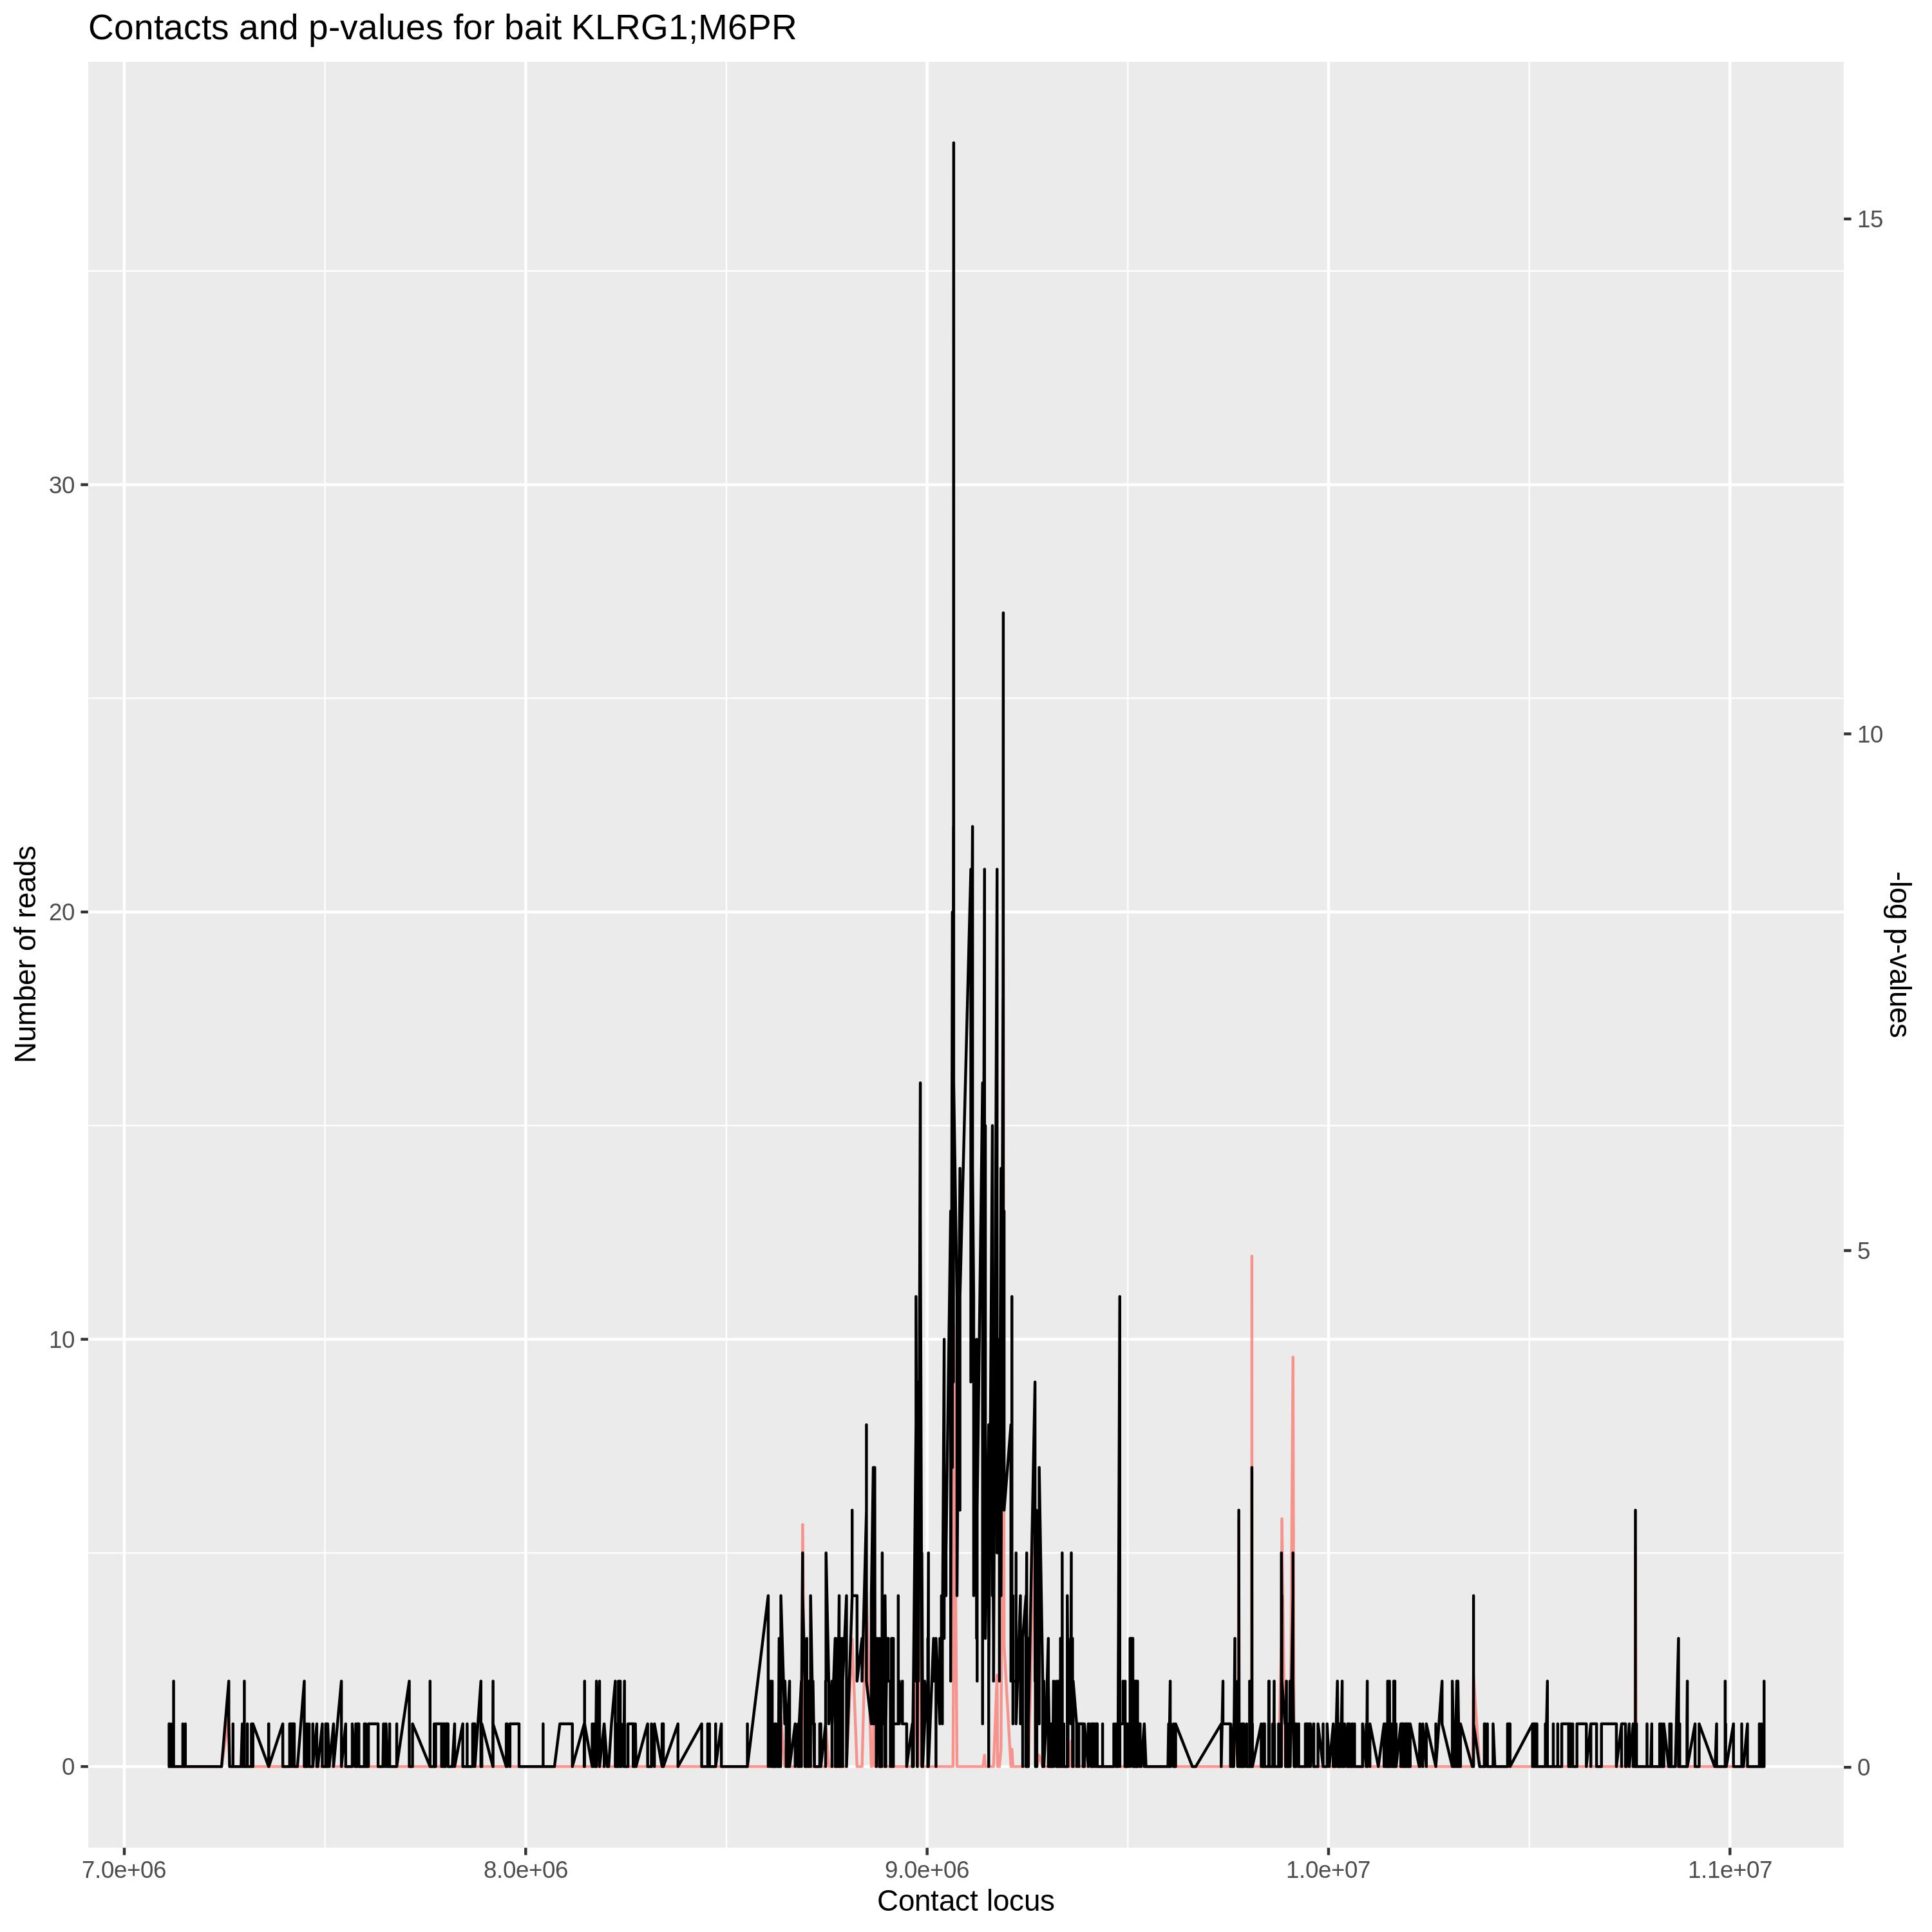 Contacts and p-values for bait KLRG1;M6PR
Number of reads
30
20
10
0
15
10
5
0
-log p-values
7.0e+06
8.0e+06
9.0e+06
1.0e+07
1.1e+07
Contact locus